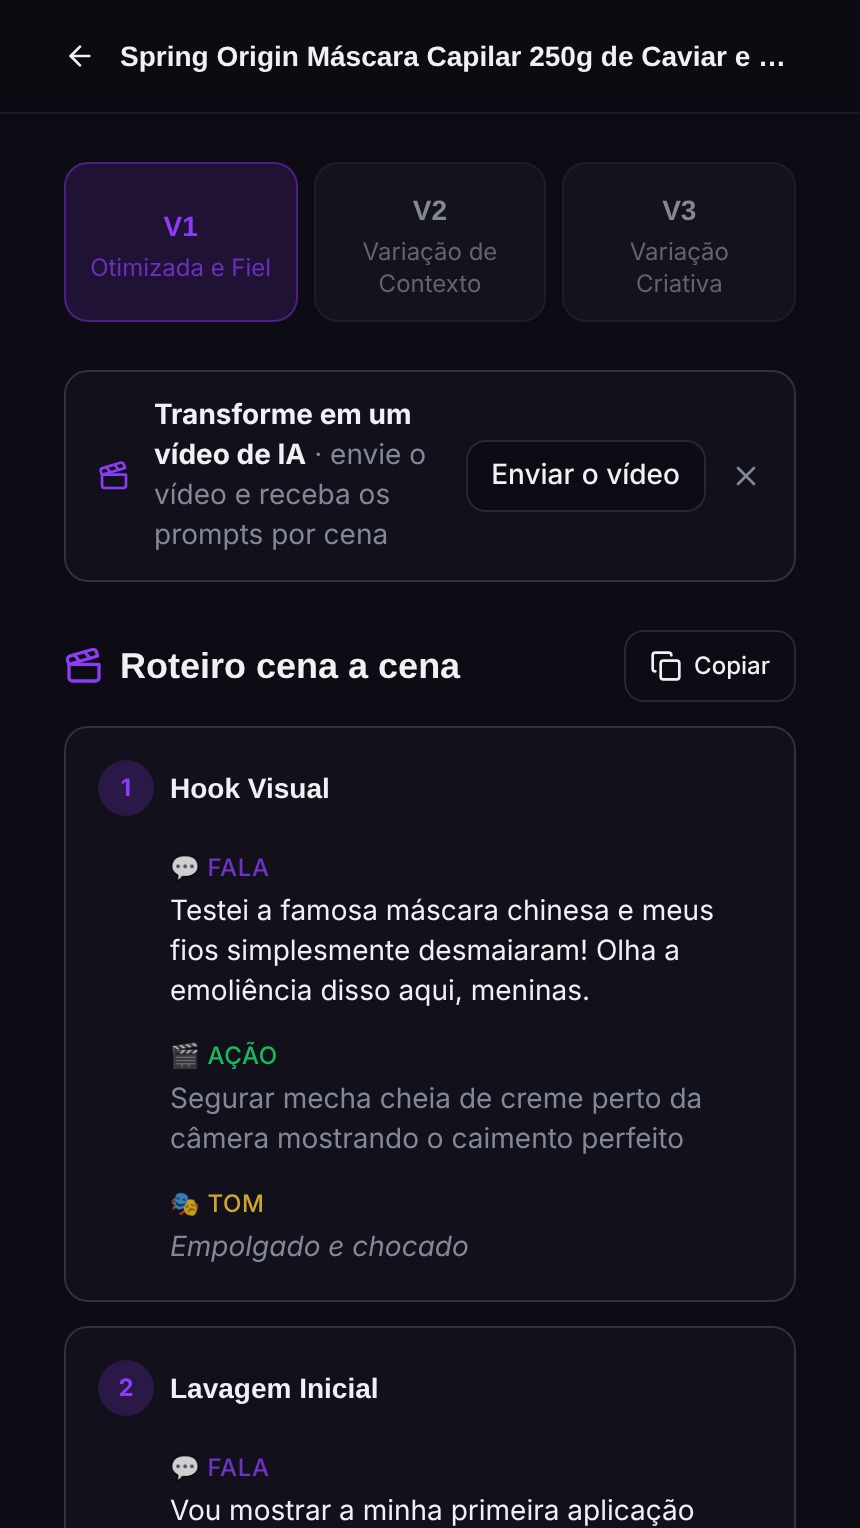 Spring Origin Máscara Capilar 250g de Caviar e ...
V1
Otimizada e Fiel
V2
Variação de
Contexto
V3
Variação
Criativa
Transforme em um
vídeo de IA · envie o
vídeo e receba os
prompts por cena
Enviar o vídeo
Roteiro cena a cena
Copiar
1
Hook Visual
💬 FALA
Testei a famosa máscara chinesa e meus
fios simplesmente desmaiaram! Olha a
emoliência disso aqui, meninas.
🎬 AÇÃO
Segurar mecha cheia de creme perto da
câmera mostrando o caimento perfeito
🎭 TOM
Empolgado e chocado
2
Lavagem Inicial
💬 FALA
Vou mostrar a minha primeira aplicação